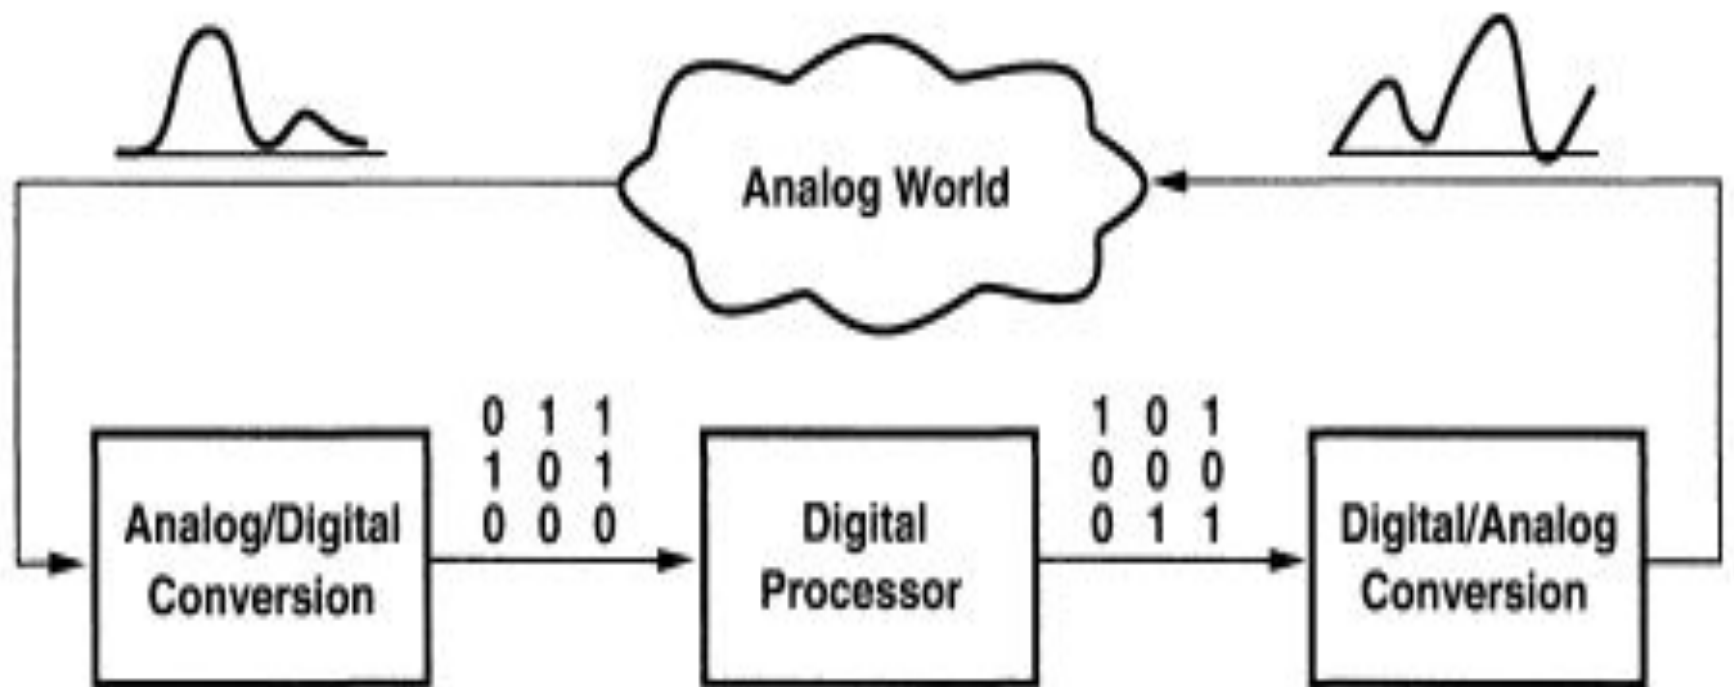 Analog World
0 1 1
1 0 1
0 0 0
1 0 1
0 0 0
0 1 1
Analog/Digital
Conversion
Digital
Processor
Digital/Analog
Conversion